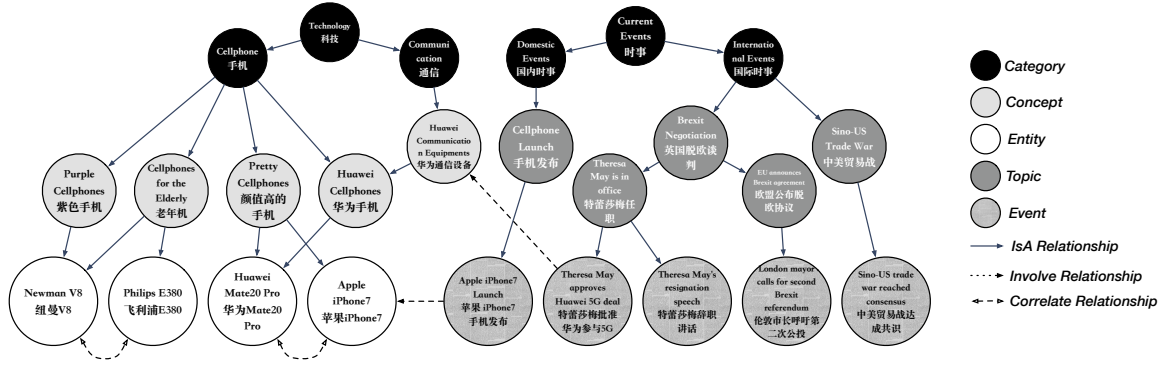 Technology
科技
Cellphone
手机
Communi
cation
通信
Domestic
Events
国内时事
Current
Events
时事
Internatio
nal Events
国际时事
Category
Concept
Entity
Topic
Event
IsA Relationship
Involve Relationship
Correlate Relationship
Huawei
Communicatio
n Equipments
华为通信设备
Cellphone
Launch
手机发布
Brexit
Negotiation
英国脱欧谈
判
Sino-US
Trade War
中美贸易战
Purple
Cellphones
紫色手机
Cellphones
for the
Elderly
老年机
Pretty
Cellphones
颜值高的
手机
Huawei
Cellphones
华为手机
Theresa
May is in
office
特蕾莎梅任
职
EU announces
Brexit agreement
欧盟公布脱
欧协议
Newman V8
纽曼V8
Philips E380
飞利浦E380
Huawei
Mate20 Pro
华为Mate20
Pro
Apple
iPhone7
苹果iPhone7
Apple iPhone7
Launch
苹果 iPhone7
手机发布
Theresa May
approves
Huawei 5G deal
特蕾莎梅批准
华为参与5G
Theresa May's
resignation
speech
特蕾莎梅辞职
讲话
London mayor
calls for second
Brexit
referendum
伦敦市长呼吁第
二次公投
Sino-US trade
war reached
consensus
中美贸易战达
成共识